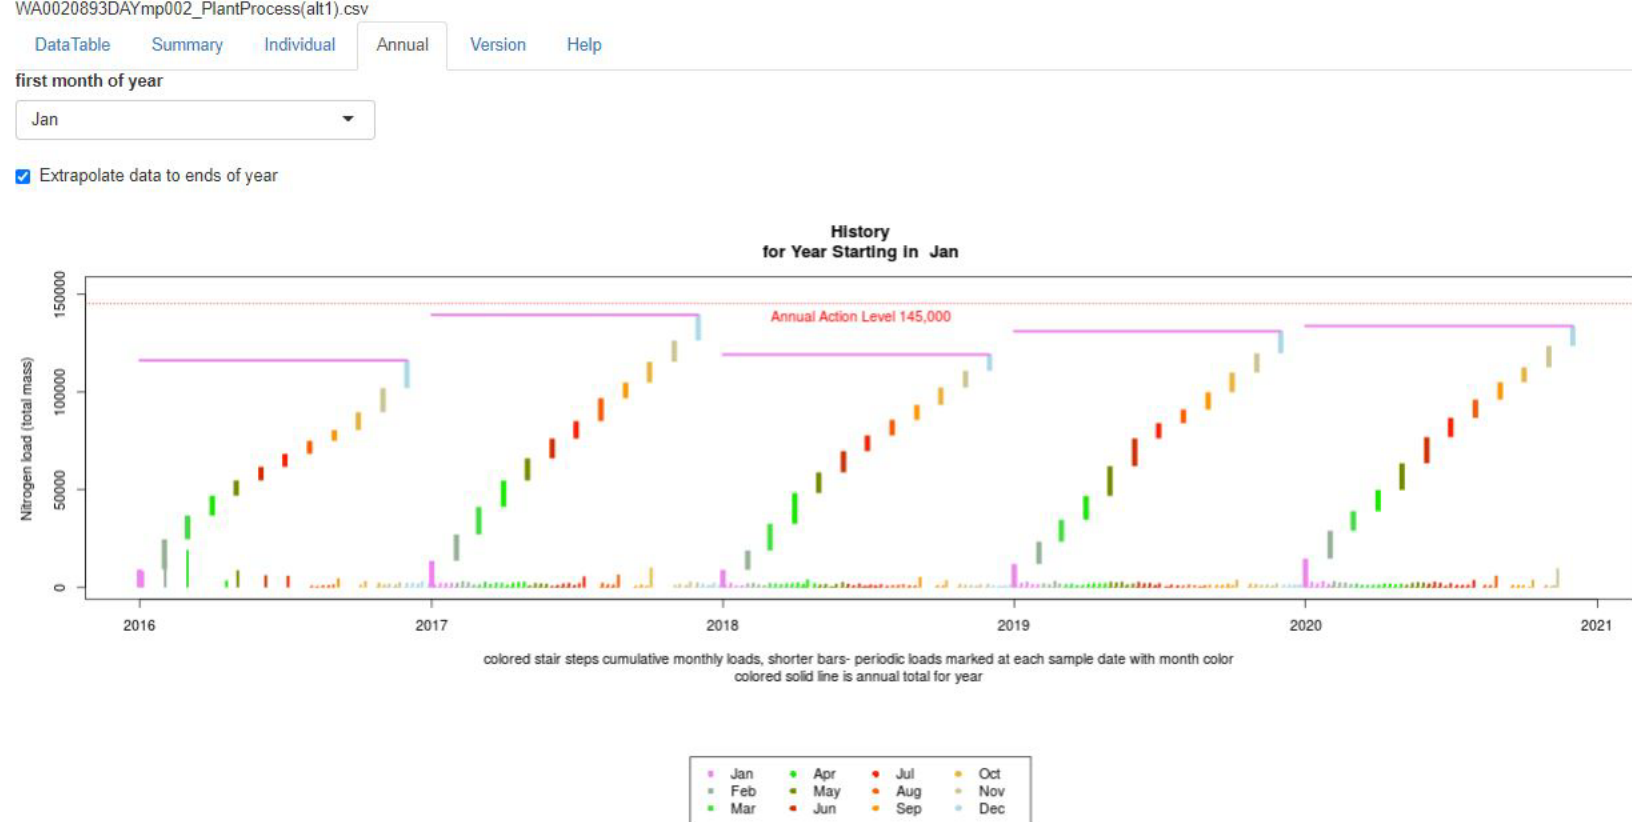 WA0020893DAYmp002_PlantProcess(alt1).csv
DataTable Summary Individual Annual Version Help
first month of year
Jan
Extrapolate data to ends of year
History
for Year Starting in Jan
Nitrogen load (total mass)
150000
100000
50000
0
Annual Action Level 145,000
2016 2017 2018 2019 2020 2021
colored stair steps cumulative monthly loads, shorter bars- periodic loads marked at each sample date with month color
colored solid line is annual total for year
Jan Apr Jul Oct
Feb May Aug Nov
Mar Jun Sep Dec